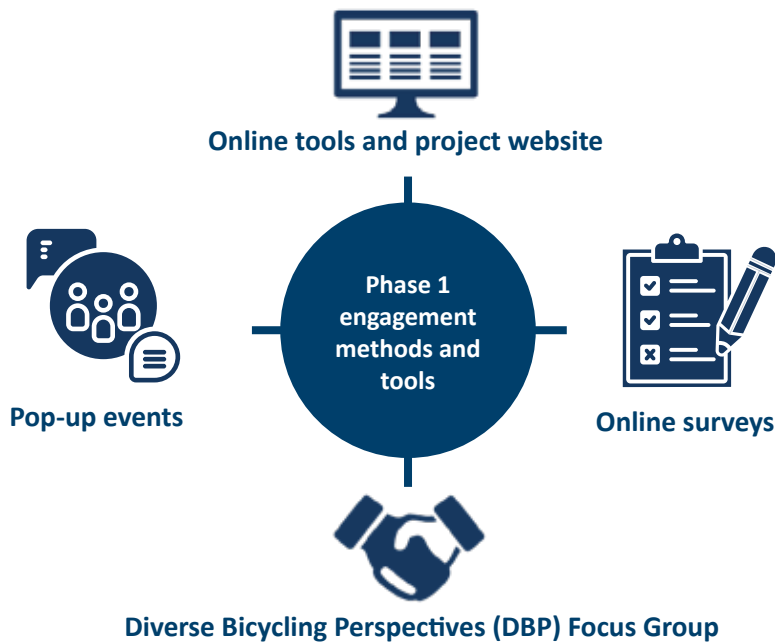 Online tools and project website
Phase 1
engagement
methods and
tools
Pop-up events
Online surveys
Diverse Bicycling Perspectives (DBP) Focus Group